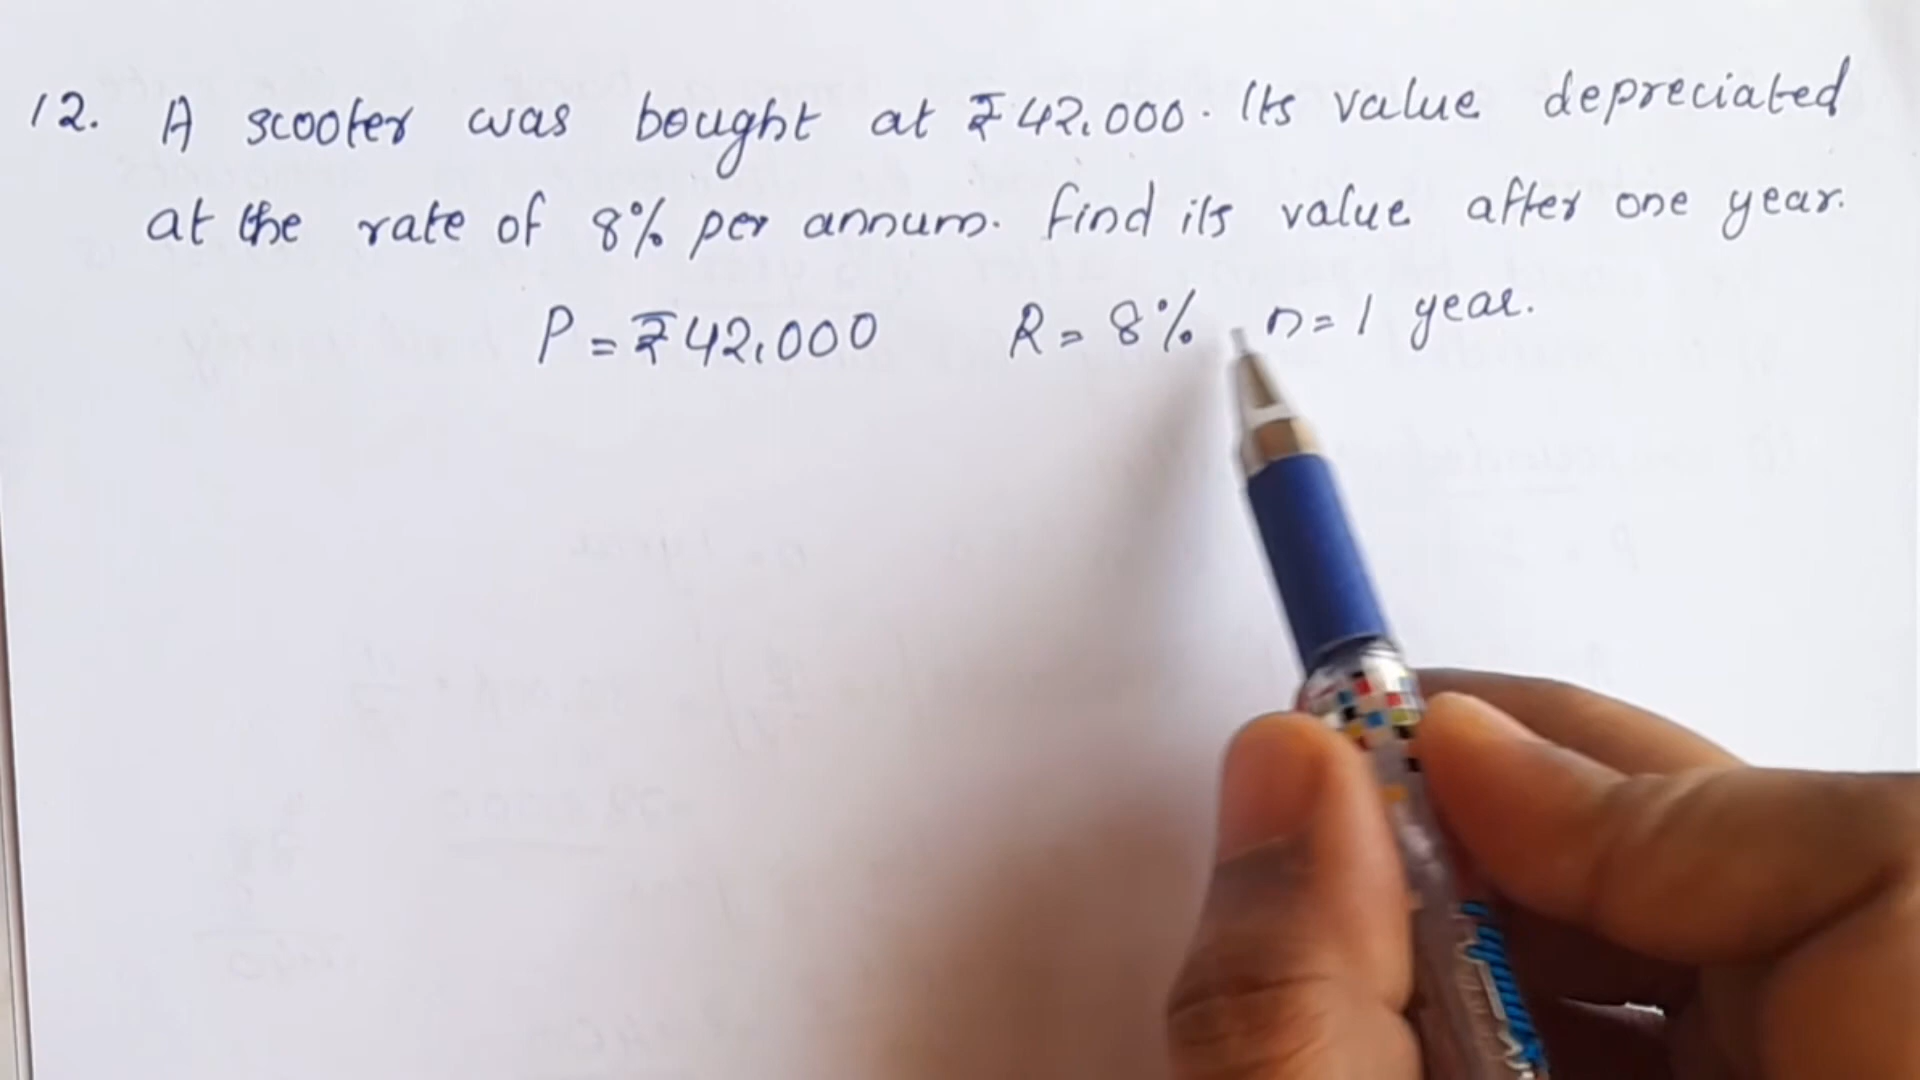 12. A scooter was bought at ₹42,000. Its value depreciated
at the rate of 8% per annum. Find its value after one year.
P = ₹42,000 R = 8% n = 1 year.